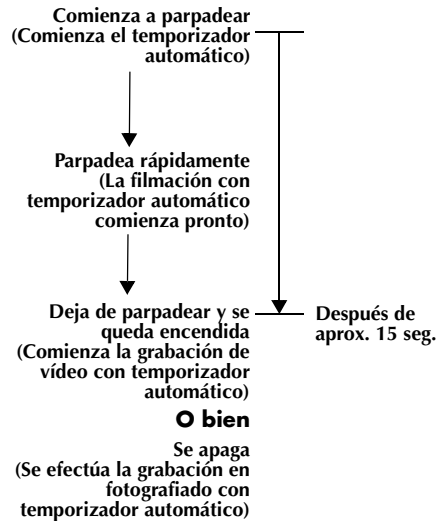 Comienza a parpadear
(Comienza el temporizador
automático)
Parpadea rápidamente
(La filmación con
temporizador automático
comienza pronto)
Deja de parpadear y se
queda encendida
(Comienza la grabación de
vídeo con temporizador
automático)
Después de
aprox. 15 seg.
O bien
Se apaga
(Se efectúa la grabación en
fotografiado con
temporizador automático)